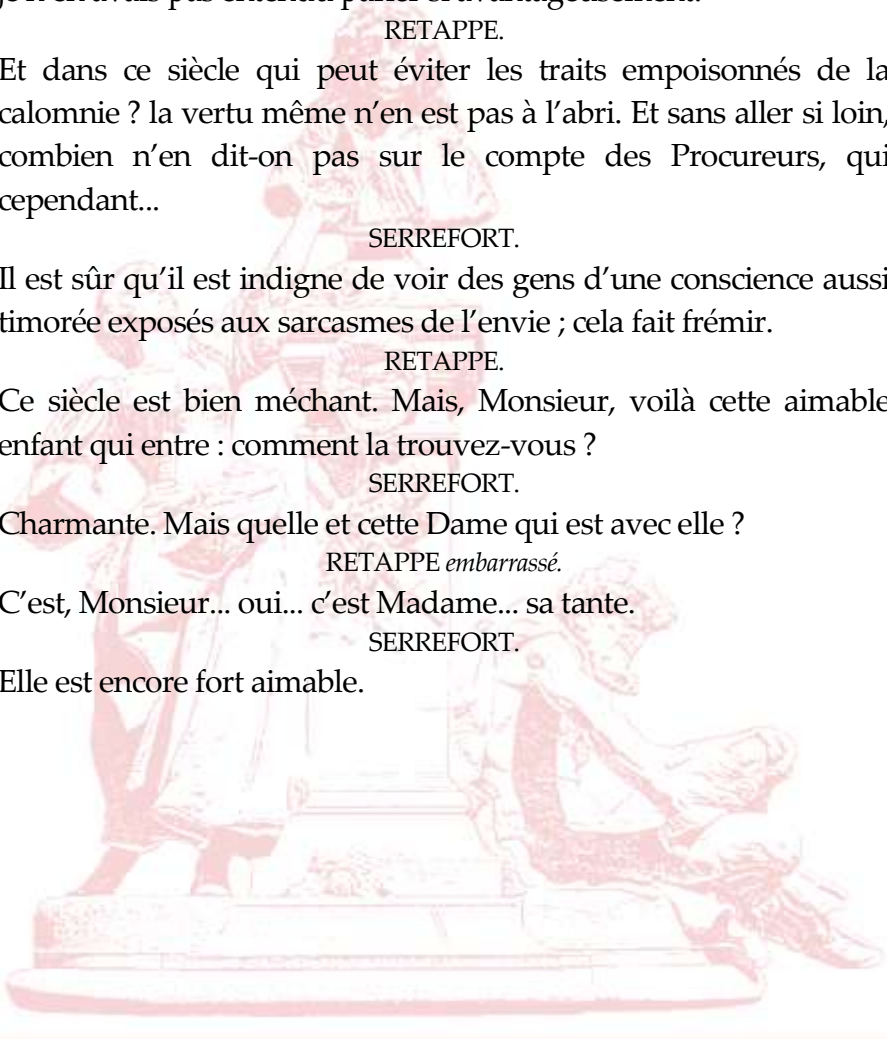 RETAPPE.
Et dans ce siècle qui peut éviter les traits empoisonnés de la
calomnie ? la vertu même n’en est pas à l’abri. Et sans aller si loin,
combien n’en dit-on pas sur le compte des Procureurs, qui
cependant...
SERREFORT.
Il est sûr qu’il est indigne de voir des gens d’une conscience aussi
timorée exposés aux sarcasmes de l’envie ; cela fait frémir.
RETAPPE.
Ce siècle est bien méchant. Mais, Monsieur, voilà cette aimable
enfant qui entre : comment la trouvez-vous ?
SERREFORT.
Charmante. Mais quelle et cette Dame qui est avec elle ?
RETAPPE embarrassé.
C’est, Monsieur... oui... c’est Madame... sa tante.
SERREFORT.
Elle est encore fort aimable.